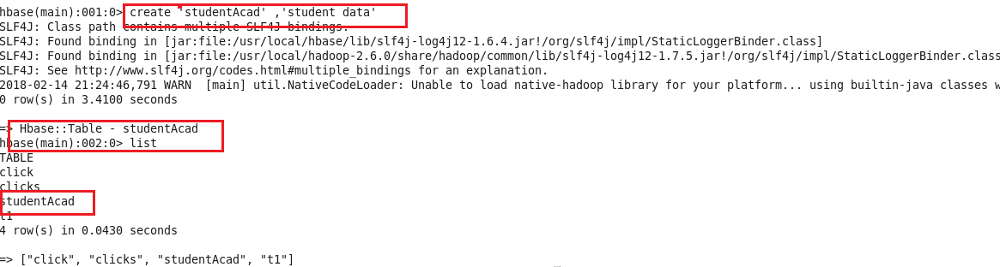 hbase(main):001:0> create 'studentAcad' ,'student data'
SLF4J: Class path contains multiple SLF4J bindings.
SLF4J: Found binding in [jar:file:/usr/local/hbase/lib/slf4j-log4j12-1.6.4.jar!/org/slf4j/impl/StaticLoggerBinder.class]
SLF4J: Found binding in [jar:file:/usr/local/hadoop-2.6.0/share/hadoop/common/lib/slf4j-log4j12-1.7.5.jar!/org/slf4j/impl/StaticLoggerBinder.class
SLF4J: See http://www.slf4j.org/codes.html#multiple_bindings for an explanation.
2018-02-14 21:24:46,791 WARN  [main] util.NativeCodeLoader: Unable to load native-hadoop library for your platform... using builtin-java classes w
0 row(s) in 3.4100 seconds
=> Hbase::Table - studentAcad
hbase(main):002:0> list
TABLE
click
clicks
studentAcad
t1
4 row(s) in 0.0430 seconds
=> ["click", "clicks", "studentAcad", "t1"]